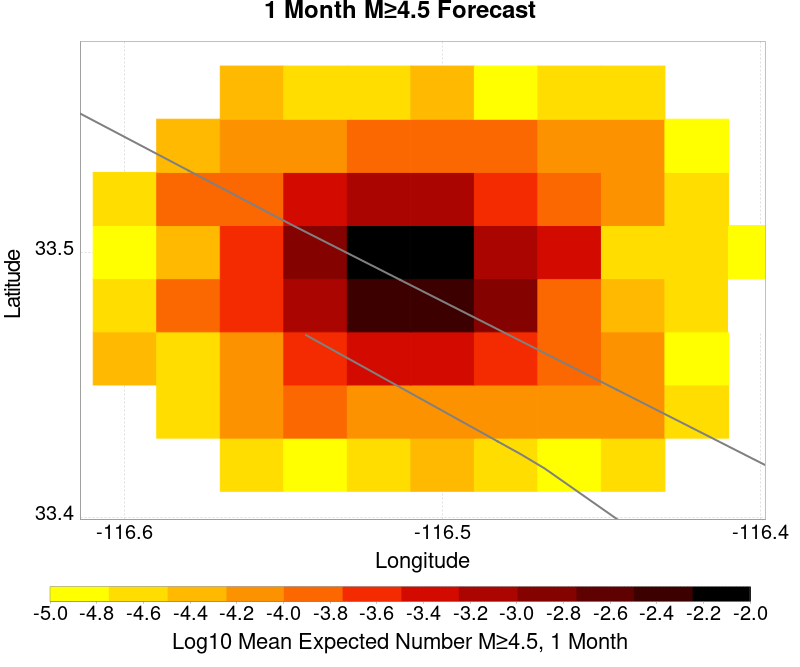 1 Month M≥4.5 Forecast
Latitude
33.5
33.4
-116.6 -116.5 -116.4
Longitude
-5.0 -4.8 -4.6 -4.4 -4.2 -4.0 -3.8 -3.6 -3.4 -3.2 -3.0 -2.8 -2.6 -2.4 -2.2 -2.0
Log10 Mean Expected Number M≥4.5, 1 Month